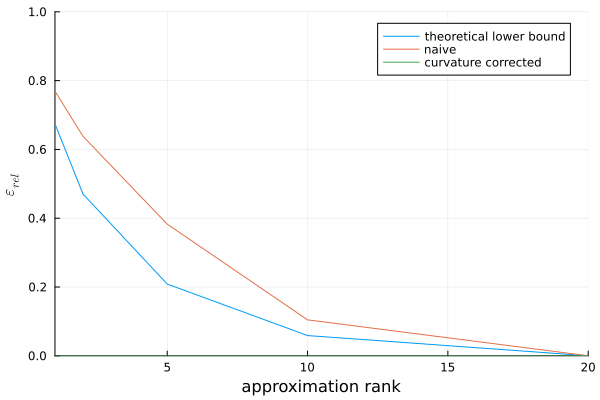 1.0
theoretical lower bound
naive
curvature corrected
0.8
0.6
ε_rel
0.4
0.2
0.0
5 10 15 20
approximation rank